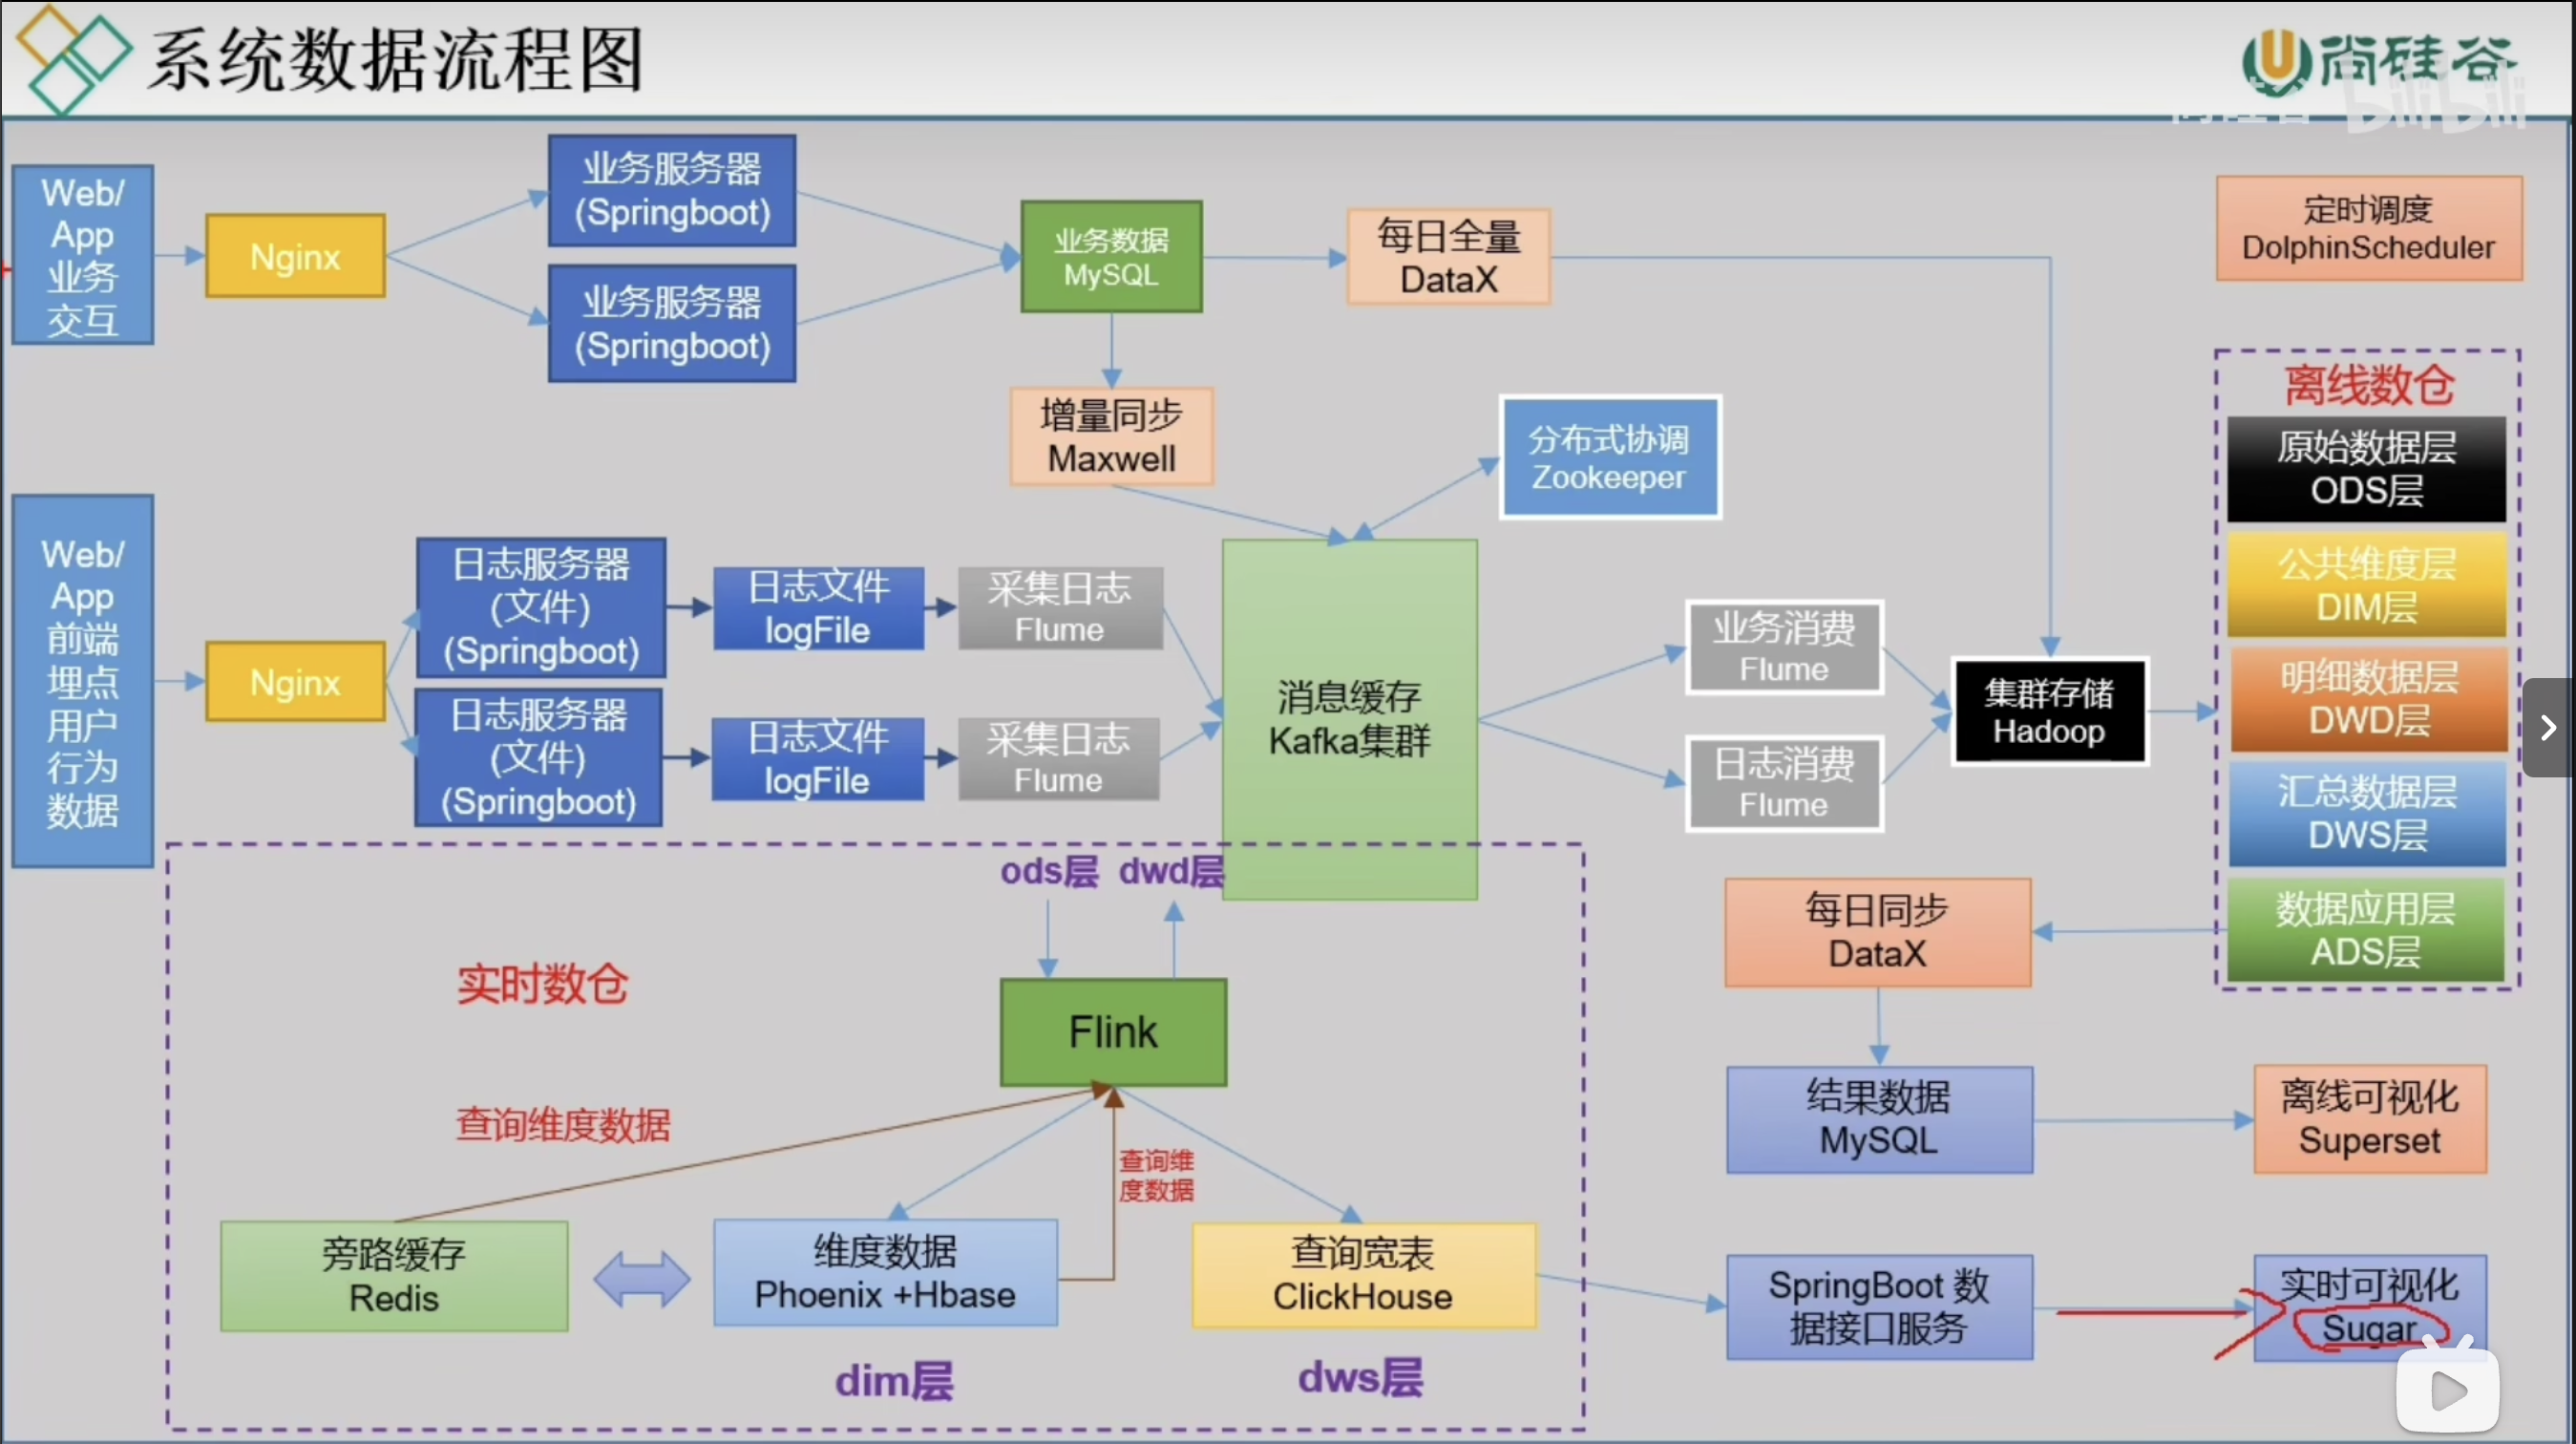 系统数据流程图
尚硅谷
bilibili
Web/
App
业务
交互
Nginx
业务服务器
(Springboot)
业务服务器
(Springboot)
业务数据
MySQL
每日全量
DataX
定时调度
DolphinScheduler
增量同步
Maxwell
分布式协调
Zookeeper
Web/
App
前端
埋点
用户
行为
数据
Nginx
日志服务器
(文件)
(Springboot)
日志文件
logFile
采集日志
Flume
日志服务器
(文件)
(Springboot)
日志文件
logFile
采集日志
Flume
消息缓存
Kafka集群
业务消费
Flume
日志消费
Flume
集群存储
Hadoop
离线数仓
原始数据层
ODS层
公共维度层
DIM层
明细数据层
DWD层
汇总数据层
DWS层
数据应用层
ADS层
ods层 dwd层
实时数仓
Flink
查询维度数据
查询维
度数据
旁路缓存
Redis
维度数据
Phoenix +Hbase
查询宽表
ClickHouse
dim层
dws层
每日同步
DataX
结果数据
MySQL
离线可视化
Superset
SpringBoot 数
据接口服务
实时可视化
Sugar